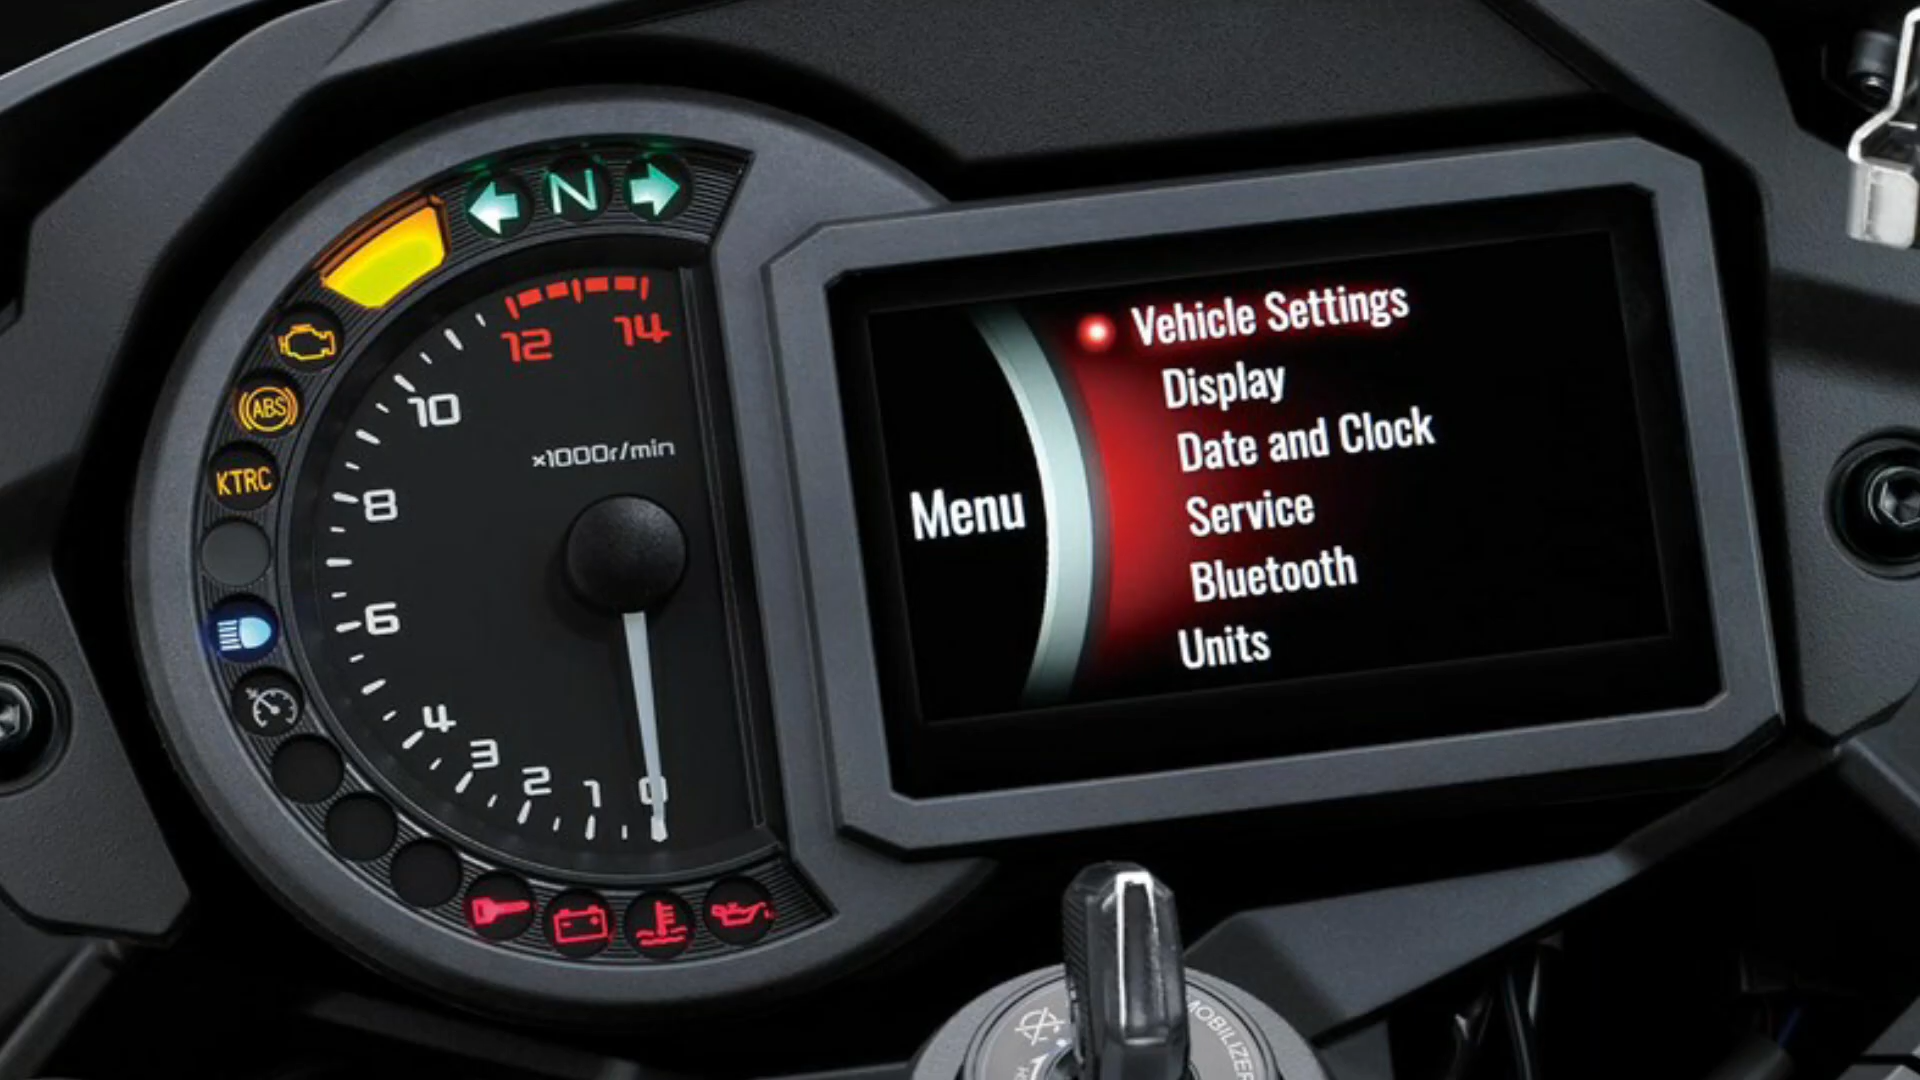 N
12 14
ABS
10
×1000r/min
KTRC
8
6
4
3
2
1
0
Menu
Vehicle Settings
Display
Date and Clock
Service
Bluetooth
Units